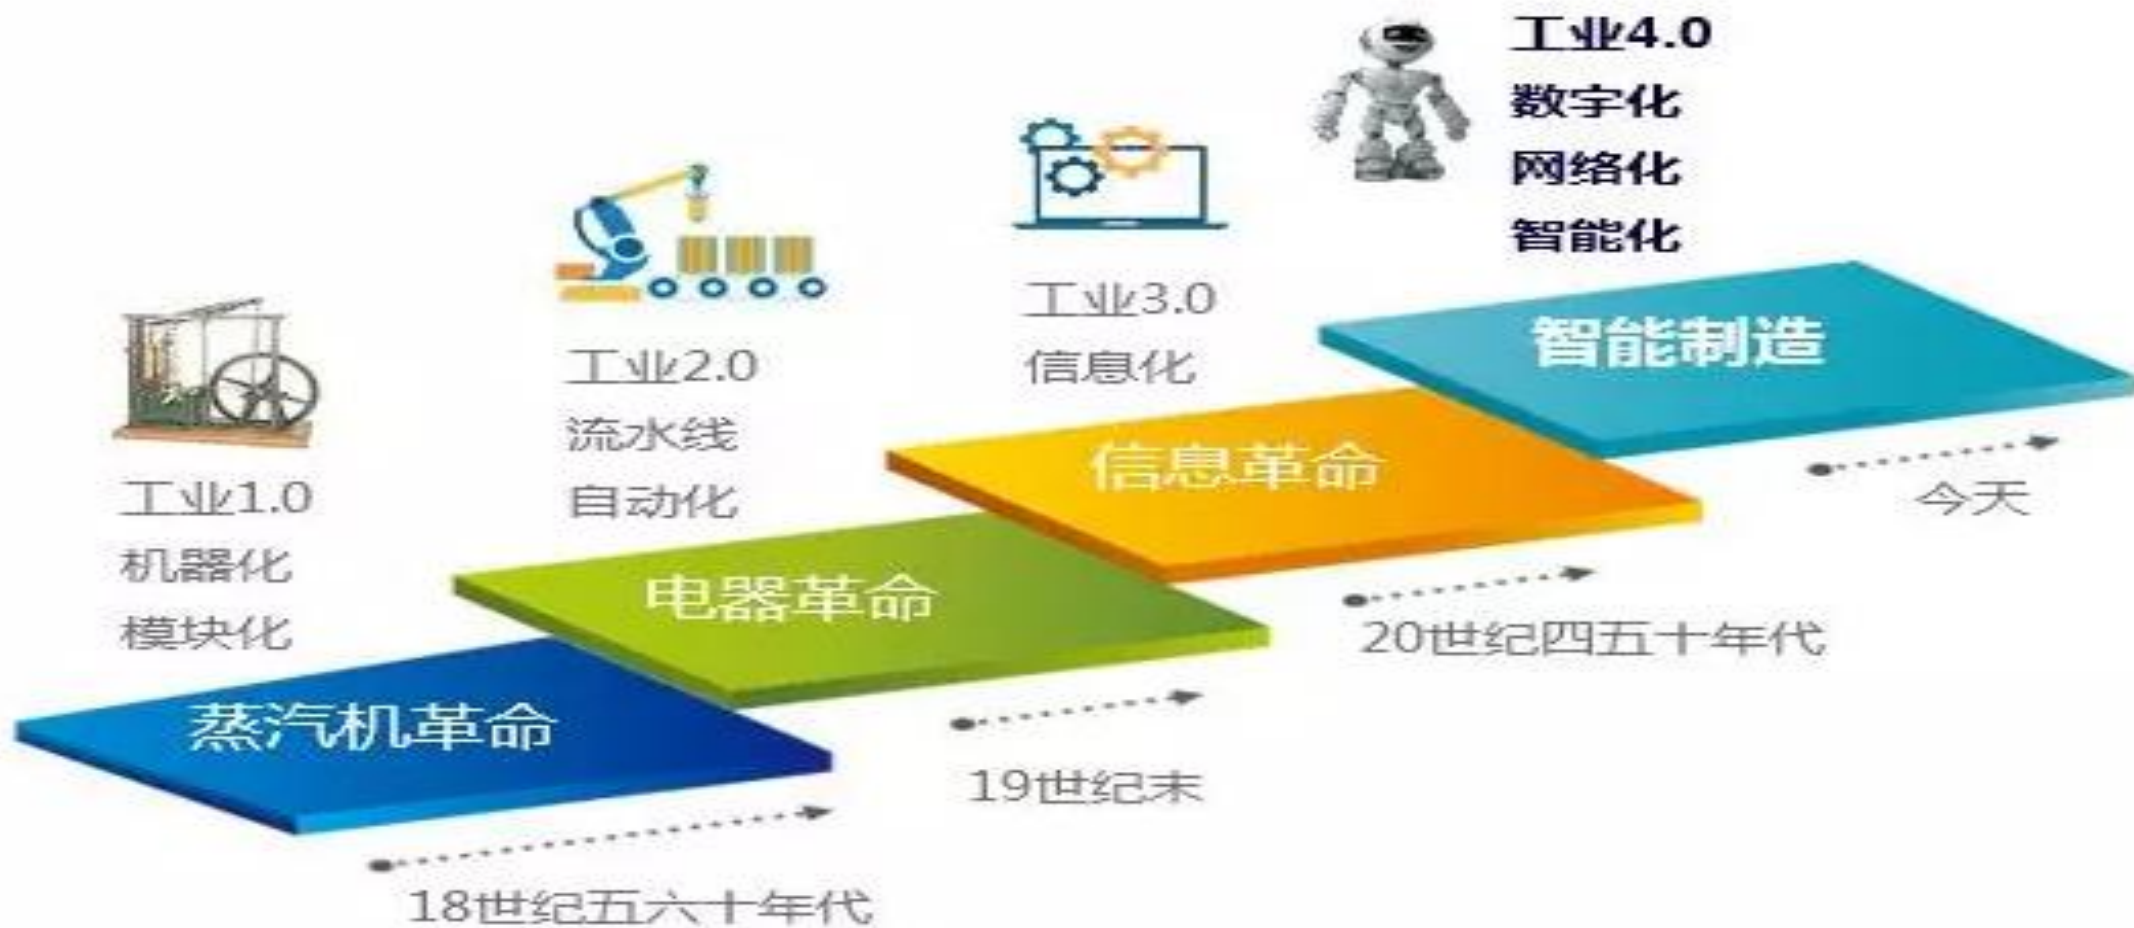 工业4.0
数字化
网络化
智能化
智能制造
今天
工业3.0
信息化
信息革命
20世纪四五十年代
工业2.0
流水线
自动化
电器革命
19世纪末
工业1.0
机器化
模块化
蒸汽机革命
18世纪五六十年代